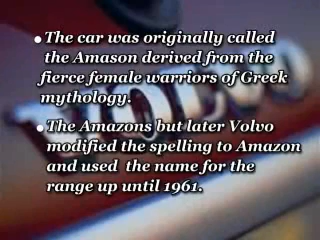 The car was originally called
the Amason derived from the
fierce female warriors of Greek
mythology.
The Amazons but later Volvo
modified the spelling to Amazon
and used the name for the
range up until 1961.
VOLVO